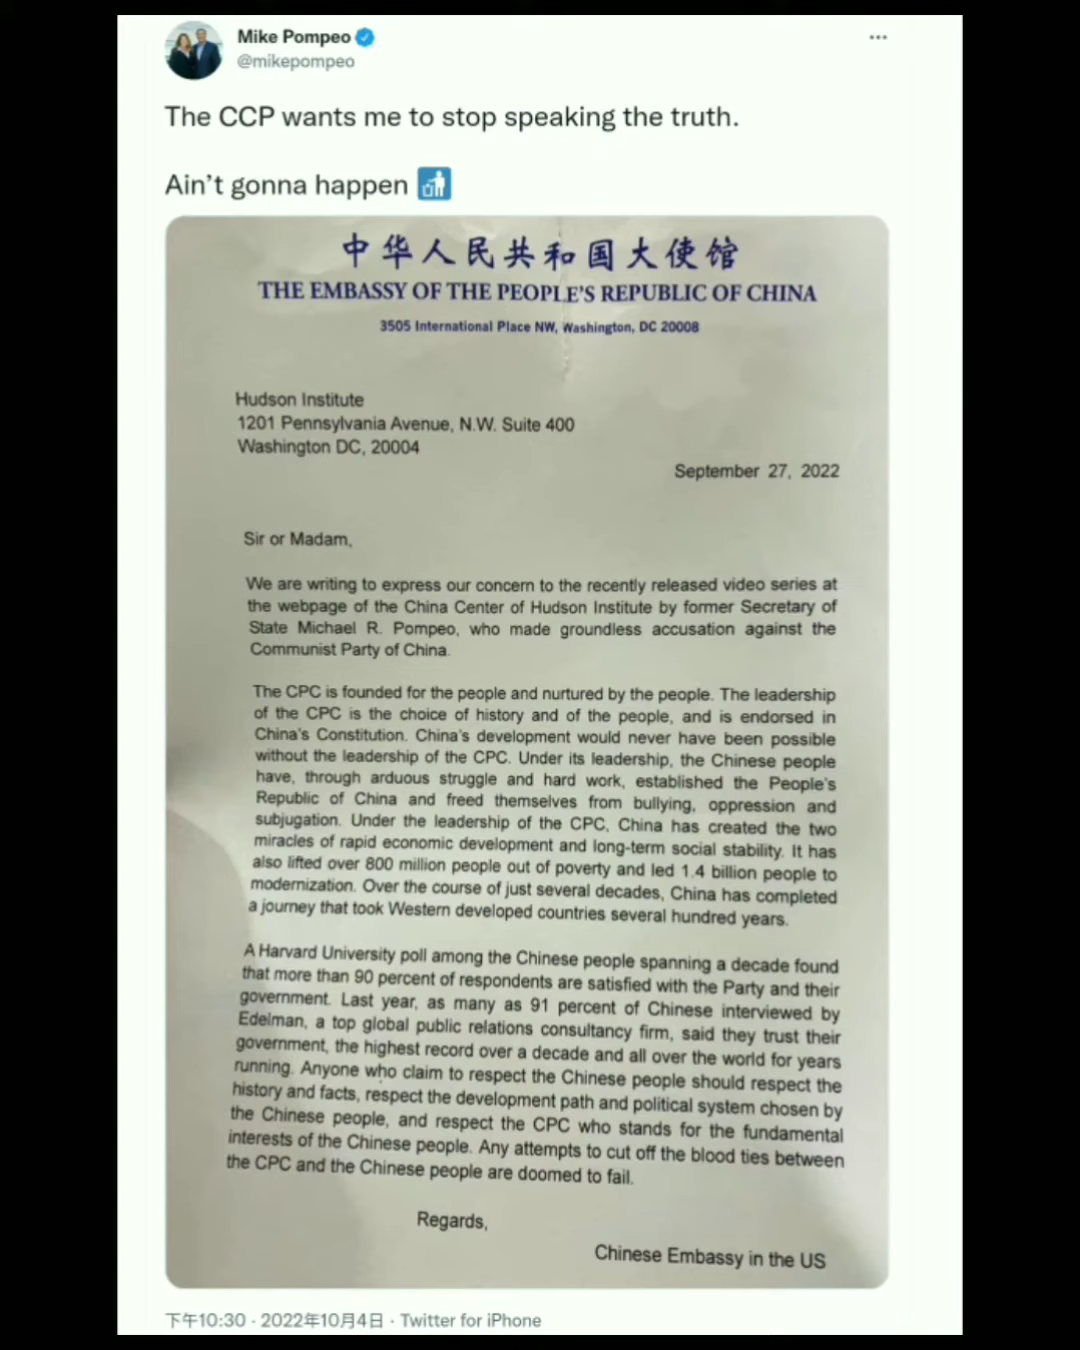 Mike Pompeo
@mikepompeo
The CCP wants me to stop speaking the truth.
Ain't gonna happen 🚮
中华人民共和国大使馆
THE EMBASSY OF THE PEOPLE'S REPUBLIC OF CHINA
3505 International Place NW, Washington, DC 20008
Hudson Institute
1201 Pennsylvania Avenue, N.W. Suite 400
Washington DC, 20004
September 27, 2022
Sir or Madam,
We are writing to express our concern to the recently released video series at
the webpage of the China Center of Hudson Institute by former Secretary of
State Michael R. Pompeo, who made groundless accusation against the
Communist Party of China.
The CPC is founded for the people and nurtured by the people. The leadership
of the CPC is the choice of history and of the people, and is endorsed in
China's Constitution. China's development would never have been possible
without the leadership of the CPC. Under its leadership, the Chinese people
have, through arduous struggle and hard work, established the People's
Republic of China and freed themselves from bullying, oppression and
subjugation. Under the leadership of the CPC, China has created the two
miracles of rapid economic development and long-term social stability. It has
also lifted over 800 million people out of poverty and led 1.4 billion people to
modernization. Over the course of just several decades, China has completed
a journey that took Western developed countries several hundred years.
A Harvard University poll among the Chinese people spanning a decade found
that more than 90 percent of respondents are satisfied with the Party and their
government. Last year, as many as 91 percent of Chinese interviewed by
Edelman, a top global public relations consultancy firm, said they trust their
government, the highest record over a decade and all over the world for years
running. Anyone who claim to respect the Chinese people should respect the
history and facts, respect the development path and political system chosen by
the Chinese people, and respect the CPC who stands for the fundamental
interests of the Chinese people. Any attempts to cut off the blood ties between
the CPC and the Chinese people are doomed to fail.
Regards,
Chinese Embassy in the US
下午10:30 · 2022年10月4日 · Twitter for iPhone